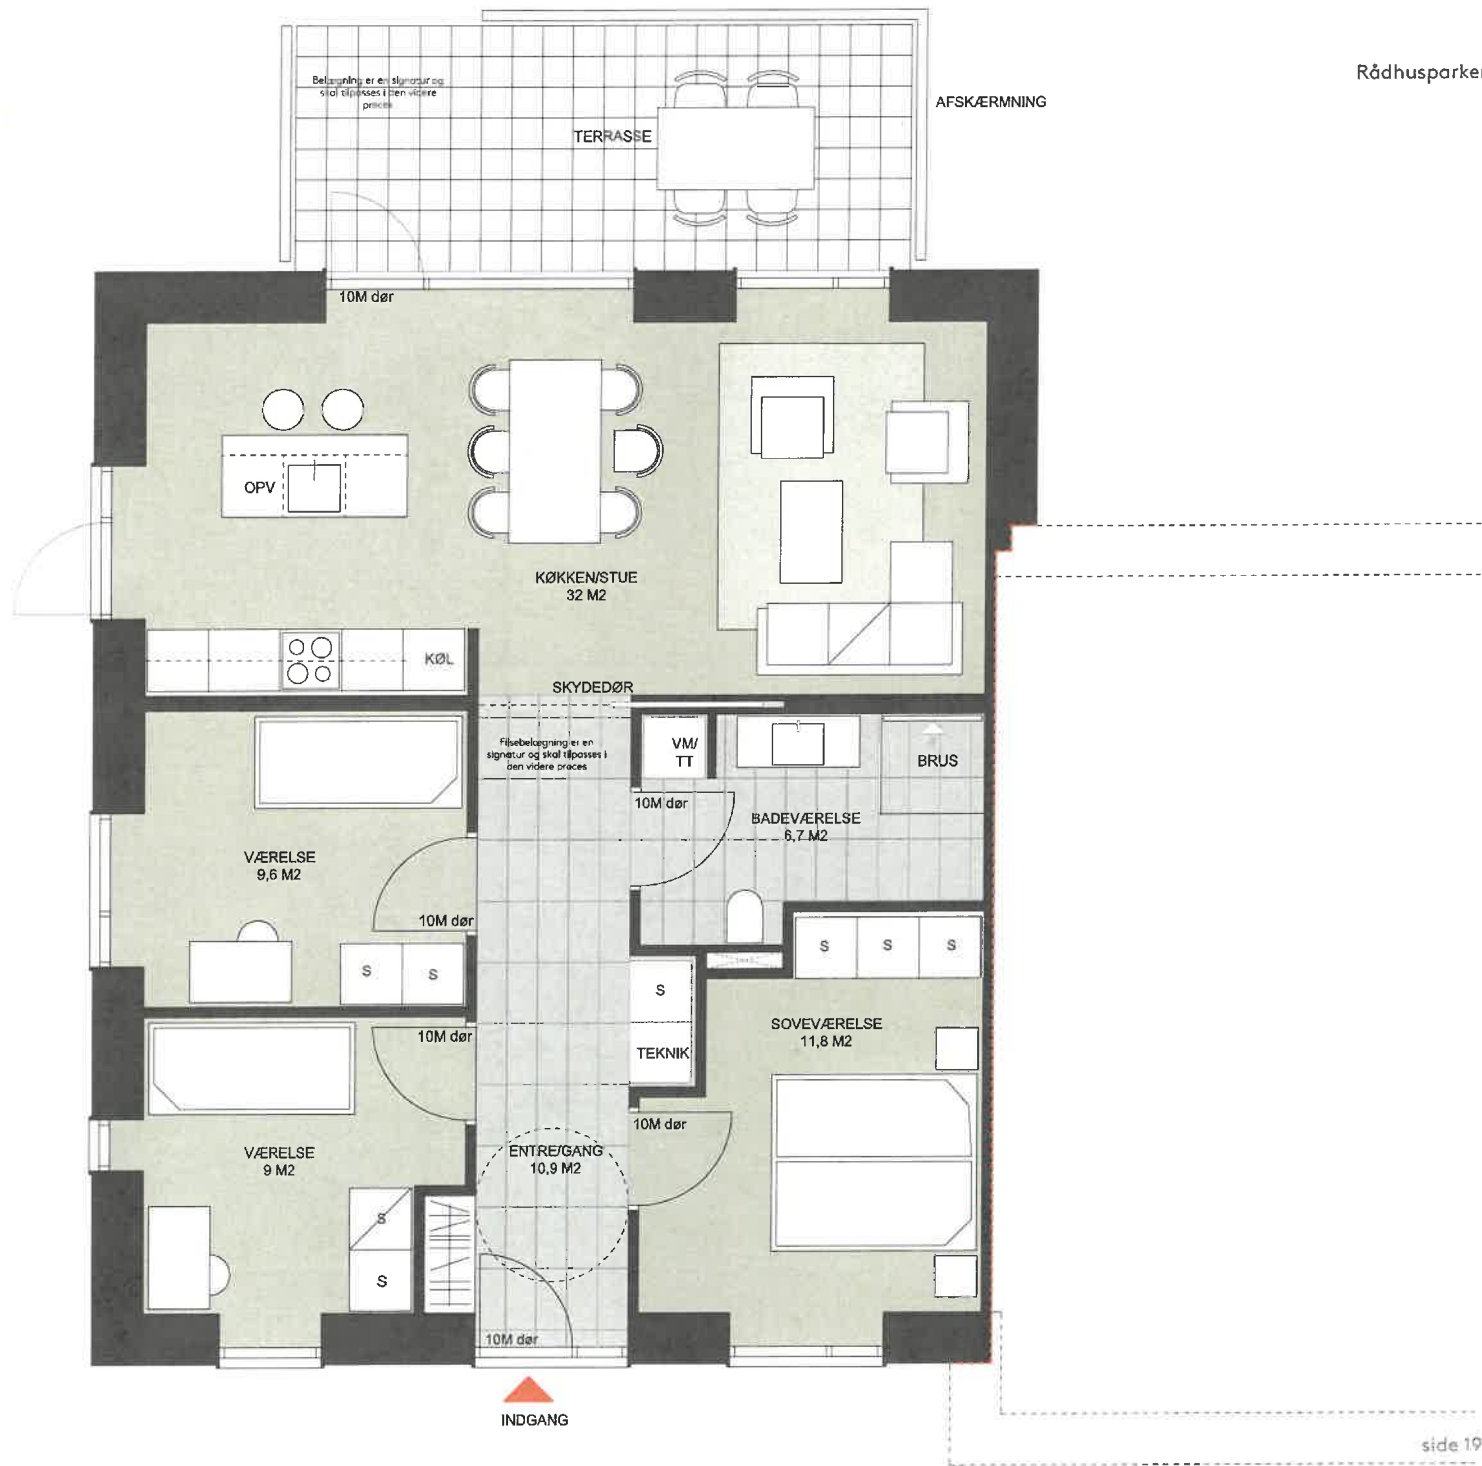 Rådhusparken
Belægning er en signatur og
skal tilpasses i den videre
proces
AFSKÆRMNING
TERRASSE
10M dør
OPV
KØKKEN/STUE
32 M2
KØL
SKYDEDØR
Flisebelægning er en
signatur og skal tilpasses i
den videre proces
VM/
TT
BRUS
10M dør
BADEVÆRELSE
6,7 M2
VÆRELSE
9,6 M2
10M dør
S S
S S S
S
TEKNIK
SOVEVÆRELSE
11,8 M2
10M dør
10M dør
VÆRELSE
9 M2
ENTRE/GANG
10,9 M2
S
S
10M dør
INDGANG
side 19